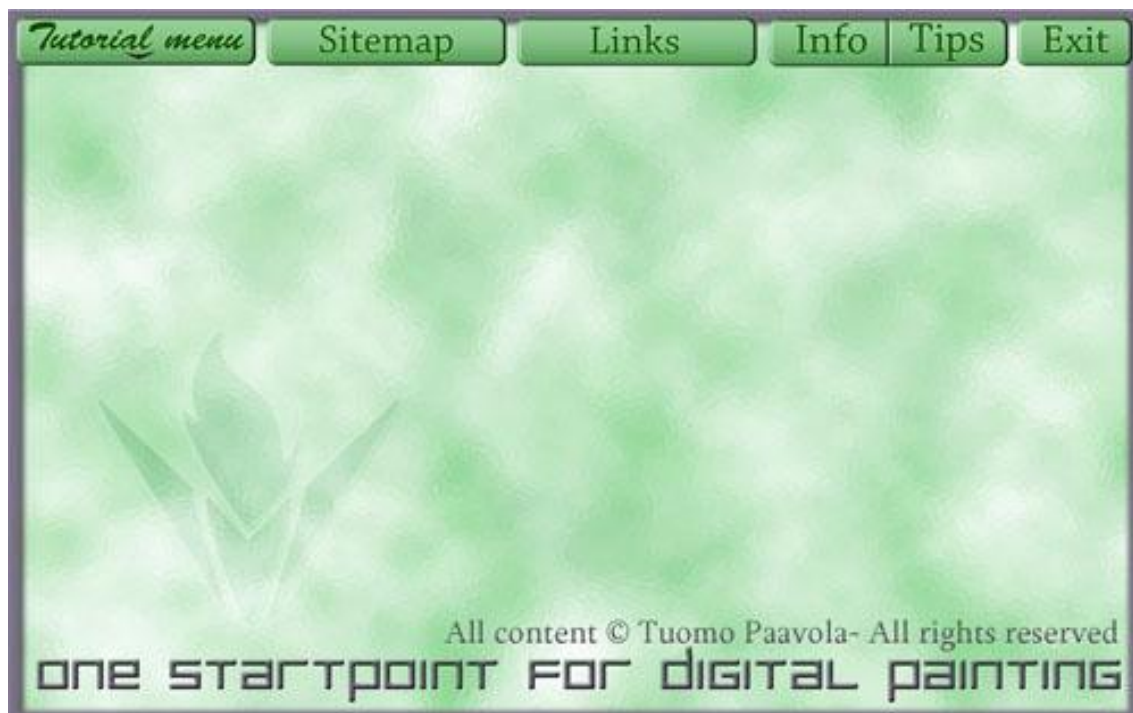 Tutorial menu Sitemap Links Info Tips Exit
All content © Tuomo Paavola- All rights reserved
one startpoint for digital painting